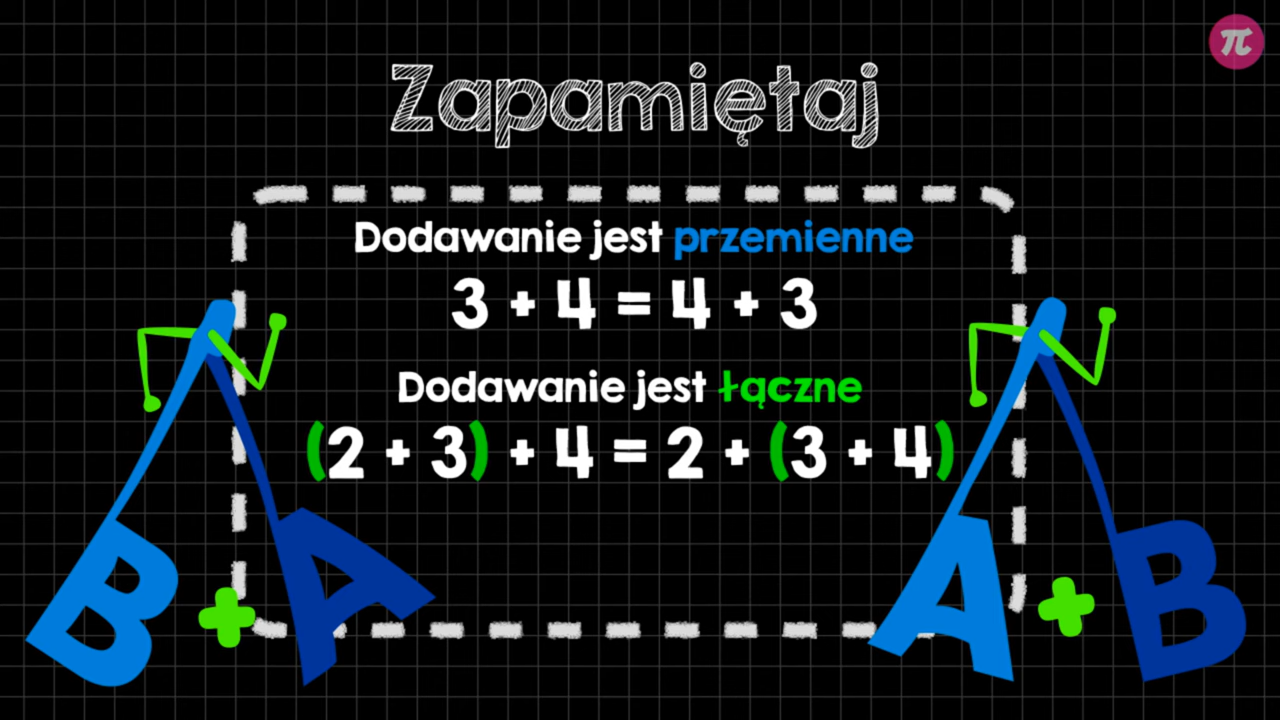 π
Zapamiętaj
Dodawanie jest przemienne
3 + 4 = 4 + 3
Dodawanie jest łączne
(2 + 3) + 4 = 2 + (3 + 4)
B + A
A + B